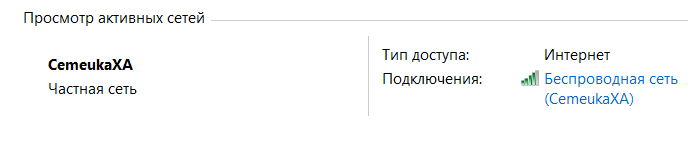 Просмотр активных сетей
CemeukaXA
Частная сеть
Тип доступа: Интернет
Подключения: Беспроводная сеть
(CemeukaXA)